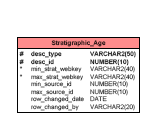 Stratigraphic_Age
# desc_type VARCHAR2(50)
# desc_id NUMBER(10)
* min_strat_webkey VARCHAR2(40)
* max_strat_webkey VARCHAR2(40)
min_source_id NUMBER(10)
max_source_id NUMBER(10)
row_changed_date DATE
row_changed_by VARCHAR2(20)